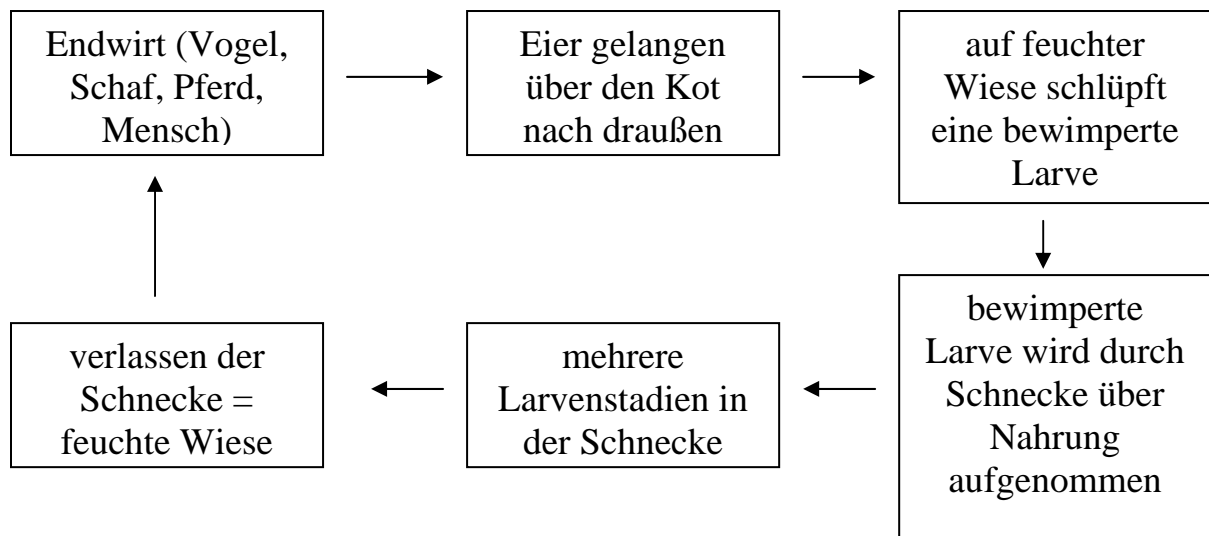 Endwirt (Vogel,
Schaf, Pferd,
Mensch)
Eier gelangen
über den Kot
nach draußen
auf feuchter
Wiese schlüpft
eine bewimperte
Larve
bewimperte
Larve wird durch
Schnecke über
Nahrung
aufgenommen
mehrere
Larvenstadien in
der Schnecke
verlassen der
Schnecke =
feuchte Wiese